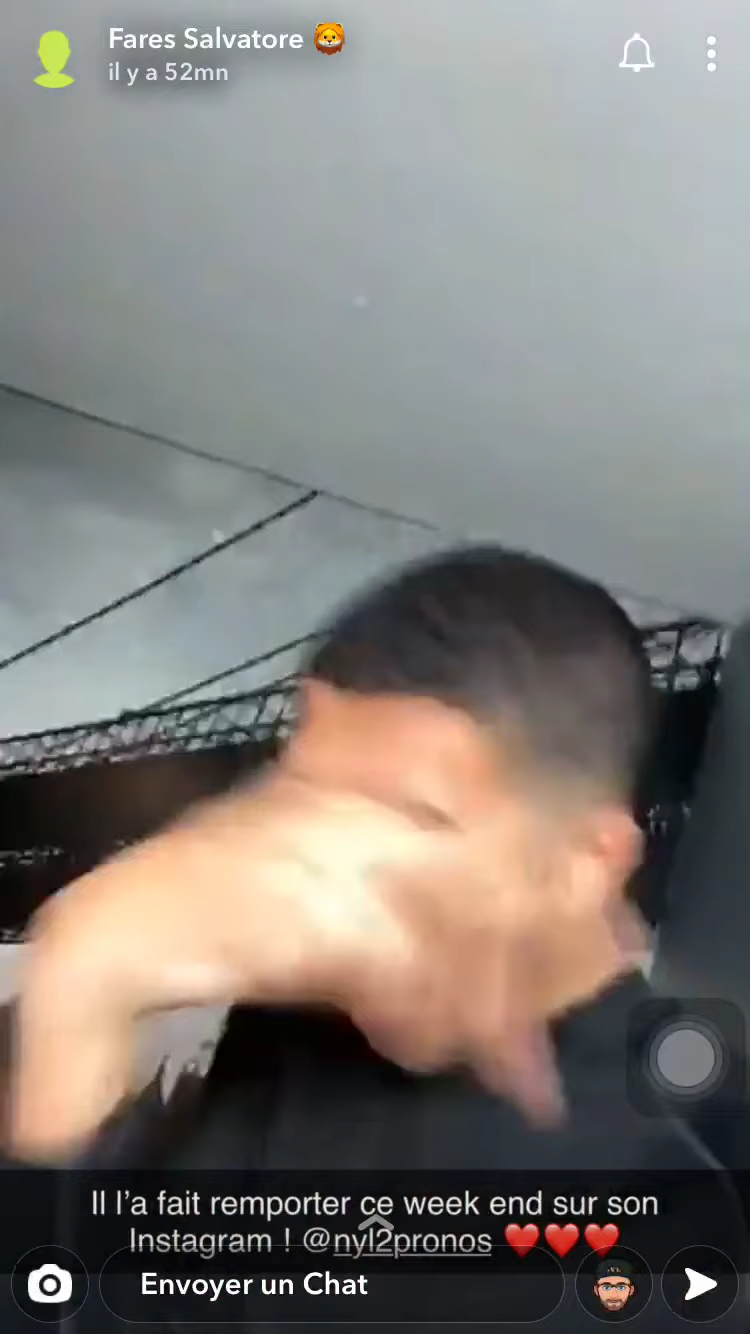 Fares Salvatore 🦁
il y a 52mn
Il l'a fait remporter ce week end sur son
Instagram ! @nyl2pronos ❤️❤️❤️
Envoyer un Chat